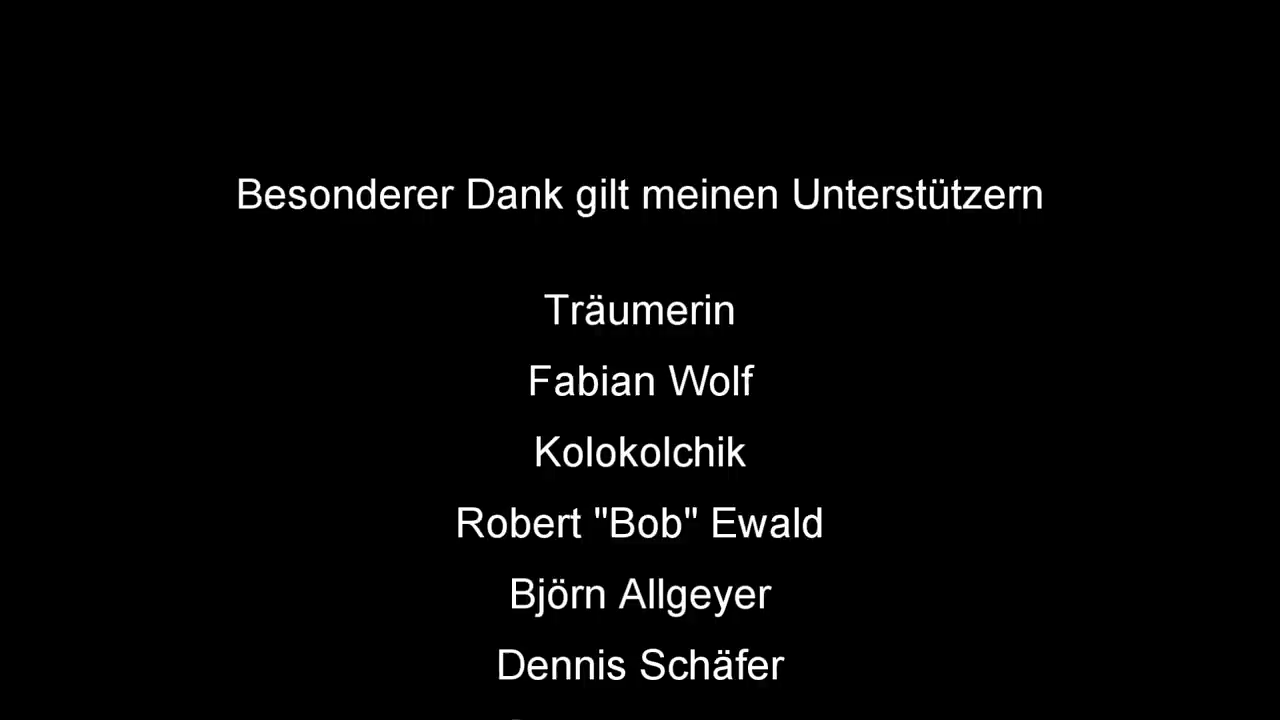 Besonderer Dank gilt meinen Unterstützern
Träumerin
Fabian Wolf
Kolokolchik
Robert "Bob" Ewald
Björn Allgeyer
Dennis Schäfer